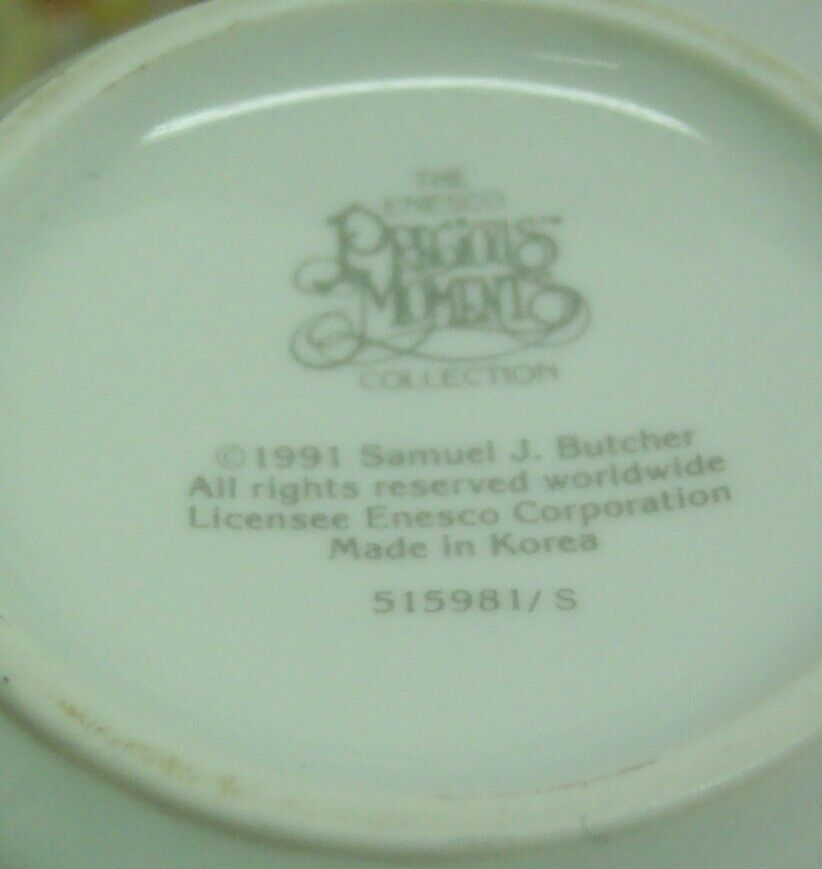 THE
ENESCO
PRECIOUS
MOMENTS
COLLECTION
©1991 Samuel J. Butcher
All rights reserved worldwide
Licensee Enesco Corporation
Made in Korea
515981/ S